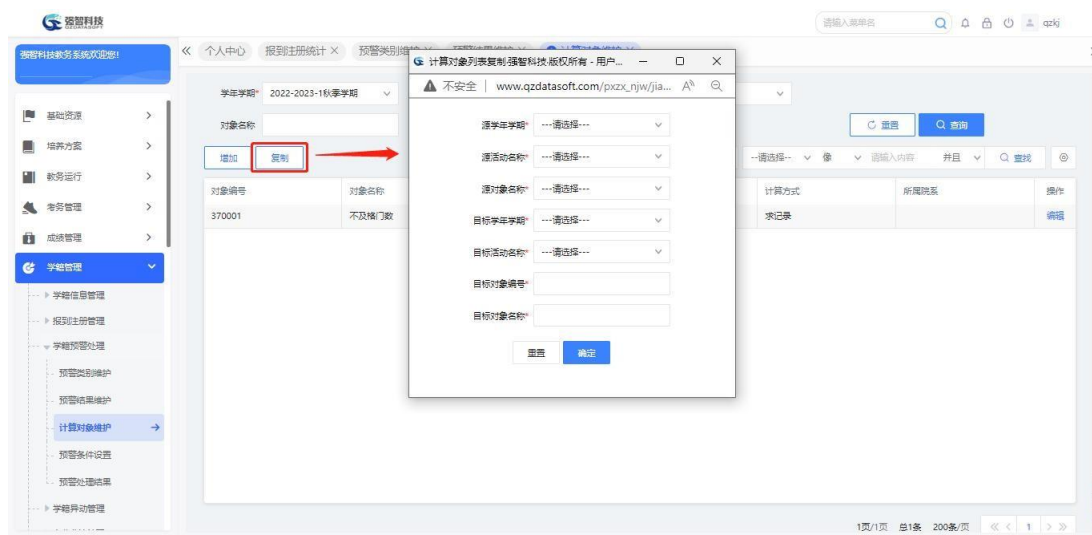 强智科技
QZDATASOFT
请输入菜单名
qzkj
强智科技教务系统欢迎您!
个人中心
报到注册统计 ×
学年学期* 2022-2023-1秋季学期
对象名称
重置
查询
增加
复制
--请选择--
像
请输入内容
并且
查找
对象编号
对象名称
计算方式
所属院系
操作
370001
不及格门数
求记录
编辑
基础资源
培养方案
教务运行
考务管理
成绩管理
学籍管理
学籍信息管理
报到注册管理
学籍预警处理
预警类别维护
预警结果维护
计算对象维护
预警条件设置
预警处理结果
学籍异动管理
计算对象列表复制-强智科技-版权所有 - 用户...
不安全 | www.qzdatasoft.com/pxzx_njw/jia...
源学年学期* ---请选择---
源活动名称* ---请选择---
源对象名称* ---请选择---
目标学年学期* ---请选择---
目标活动名称* ---请选择---
目标对象编号*
目标对象名称*
重置
确定
1页/1页 总1条 200条/页
1